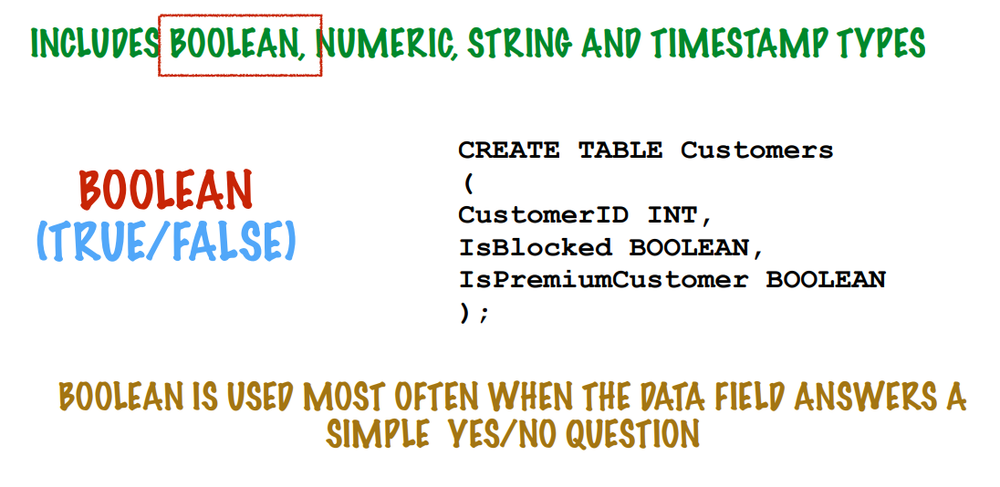 INCLUDES BOOLEAN, NUMERIC, STRING AND TIMESTAMP TYPES
BOOLEAN
(TRUE/FALSE)
CREATE TABLE Customers
(
CustomerID INT,
IsBlocked BOOLEAN,
IsPremiumCustomer BOOLEAN
);
BOOLEAN IS USED MOST OFTEN WHEN THE DATA FIELD ANSWERS A
SIMPLE YES/NO QUESTION